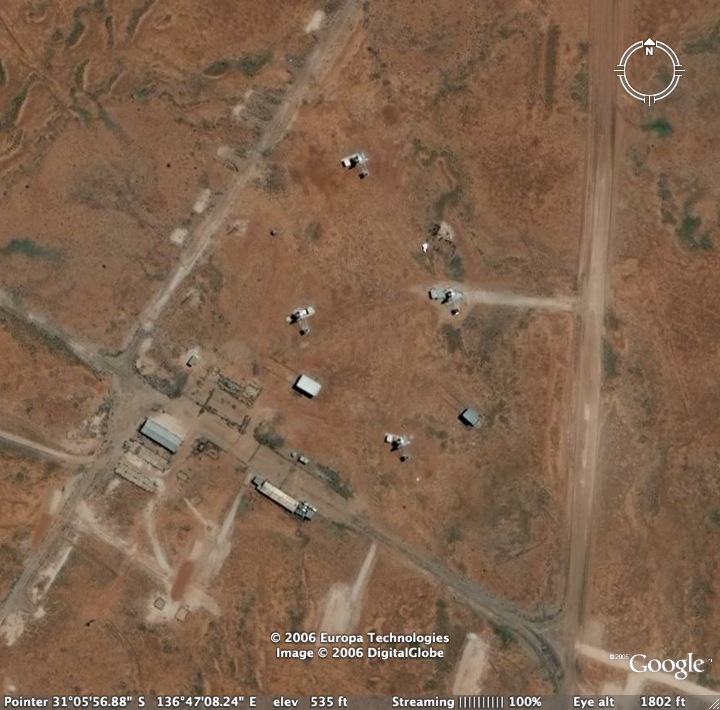 N
© 2006 Europa Technologies
Image © 2006 DigitalGlobe
©2006 Google
Pointer 31°05'56.88" S 136°47'08.24" E elev 535 ft Streaming |||||||||| 100% Eye alt 1802 ft